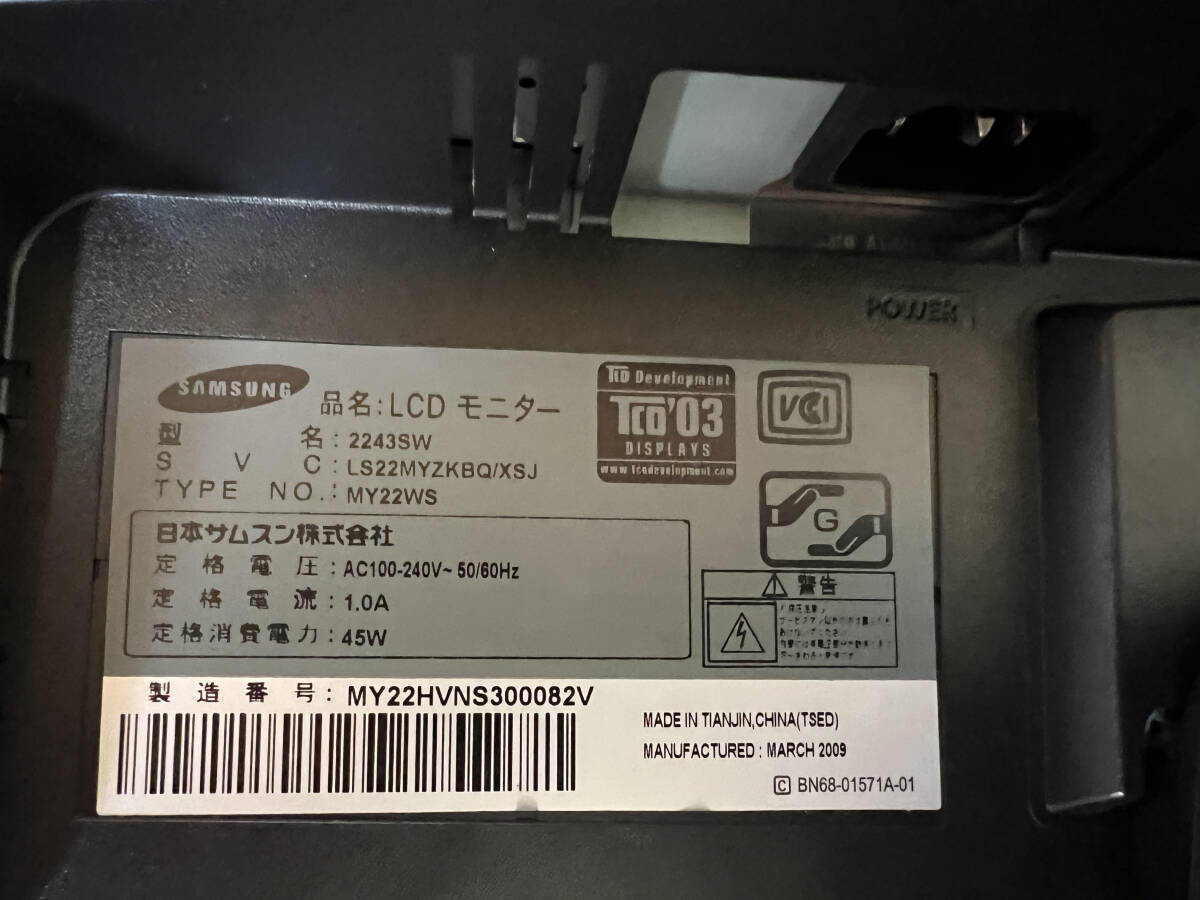 POWER
SAMSUNG
品名:LCD モニター
型 名:2243SW
S V C:LS22MYZKBQ/XSJ
TYPE NO.:MY22WS
TCO Development
TCO'03
DISPLAYS
www.tcodevelopment.com
VCCI
G
日本サムスン株式会社
定格電圧:AC100-240V~ 50/60Hz
定格電流:1.0A
定格消費電力:45W
警告
製造番号:MY22HVNS300082V
MADE IN TIANJIN,CHINA(TSED)
MANUFACTURED : MARCH 2009
C BN68-01571A-01